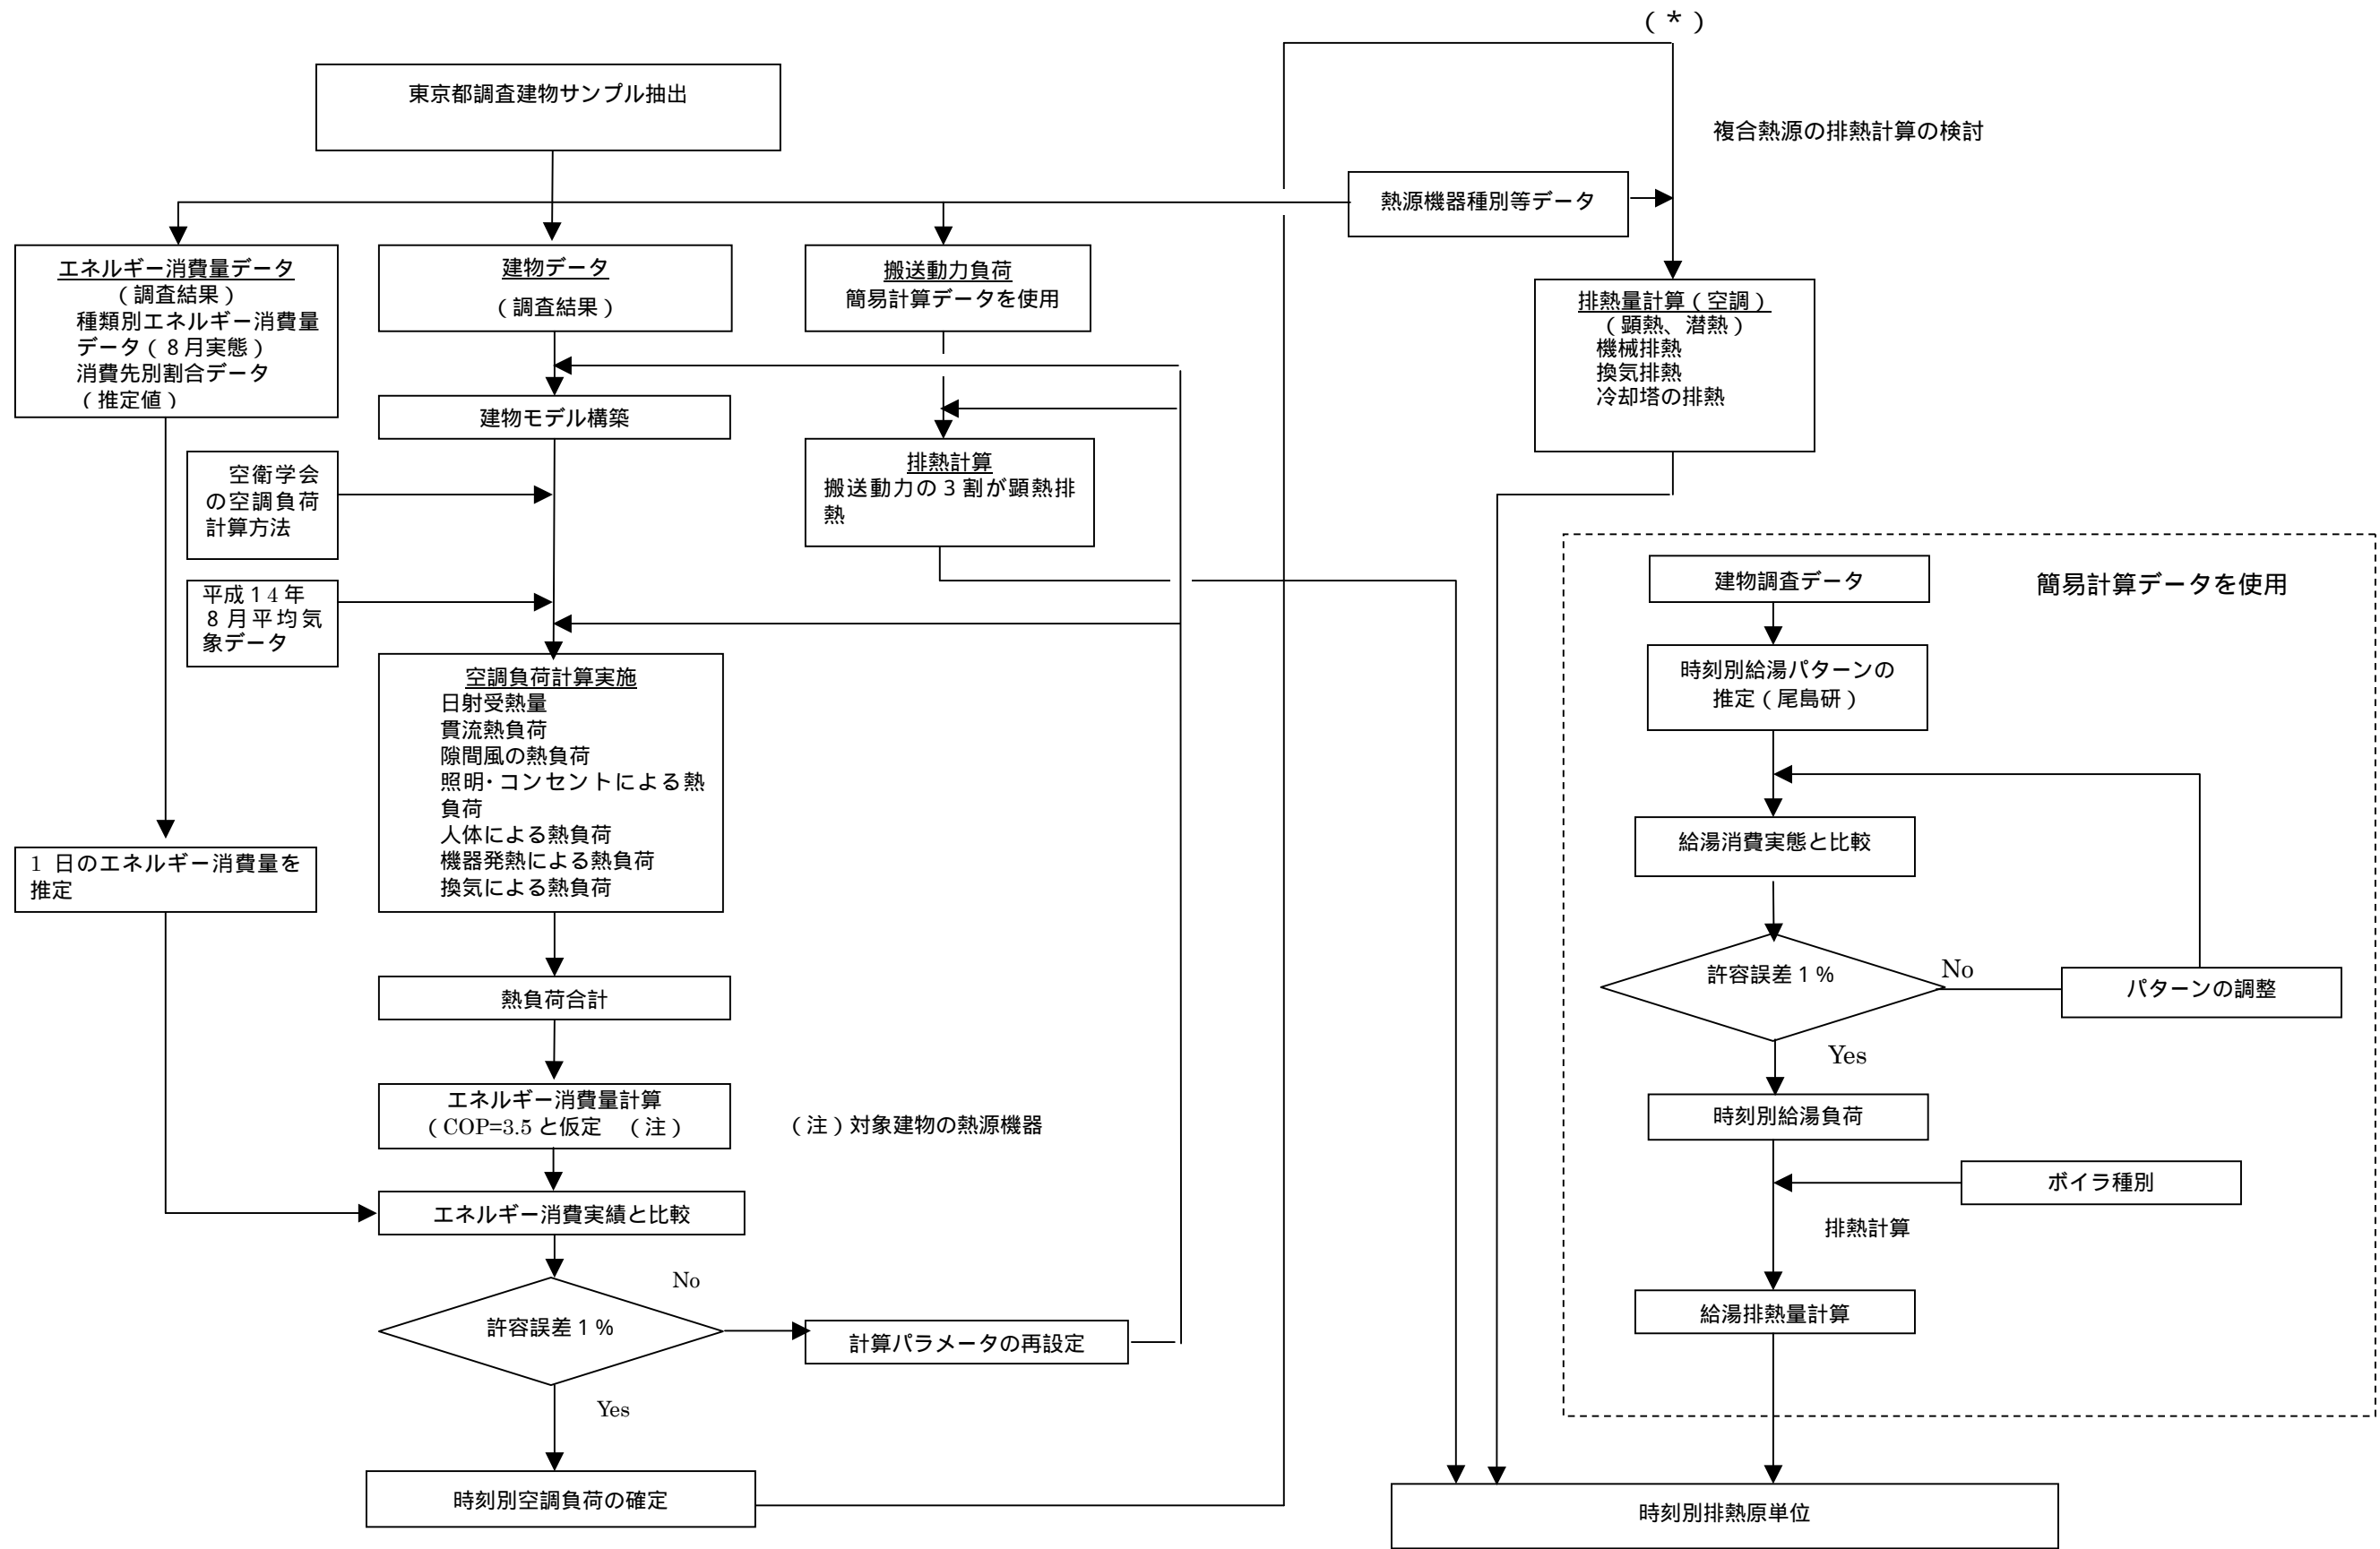 （＊）
東京都調査建物サンプル抽出
複合熱源の排熱計算の検討
熱源機器種別等データ
エネルギー消費量データ
（調査結果）
種類別エネルギー消費量
データ（８月実態）
消費先別割合データ
（推定値）
建物データ
（調査結果）
搬送動力負荷
簡易計算データを使用
排熱量計算（空調）
（顕熱、潜熱）
機械排熱
換気排熱
冷却塔の排熱
建物モデル構築
空衛学会
の空調負荷
計算方法
排熱計算
搬送動力の３割が顕熱排
熱
平成１４年
８月平均気
象データ
建物調査データ
簡易計算データを使用
時刻別給湯パターンの
推定（尾島研）
空調負荷計算実施
日射受熱量
貫流熱負荷
隙間風の熱負荷
照明・コンセントによる熱
負荷
人体による熱負荷
機器発熱による熱負荷
換気による熱負荷
給湯消費実態と比較
1 日のエネルギー消費量を
推定
許容誤差１％
No
パターンの調整
Yes
熱負荷合計
エネルギー消費量計算
（COP=3.5 と仮定　（注）
（注）対象建物の熱源機器
時刻別給湯負荷
ボイラ種別
排熱計算
エネルギー消費実績と比較
給湯排熱量計算
許容誤差１％
No
計算パラメータの再設定
Yes
時刻別空調負荷の確定
時刻別排熱原単位